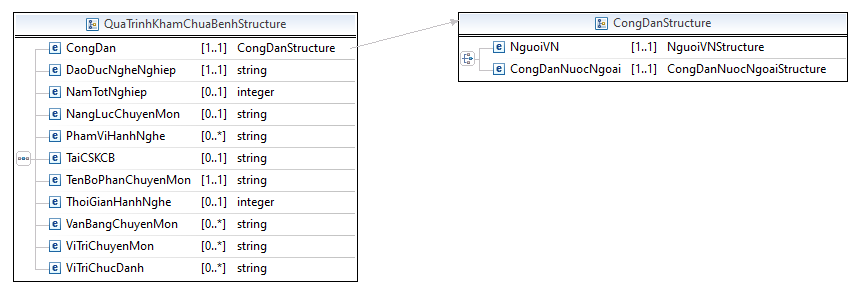 QuaTrinhKhamChuaBenhStructure
CongDan [1..1] CongDanStructure
DaoDucNgheNghiep [1..1] string
NamTotNghiep [0..1] integer
NangLucChuyenMon [0..1] string
PhamViHanhNghe [0..*] string
TaiCSKCB [0..1] string
TenBoPhanChuyenMon [1..1] string
ThoiGianHanhNghe [0..1] integer
VanBangChuyenMon [0..*] string
ViTriChuyenMon [0..*] string
ViTriChucDanh [0..*] string
CongDanStructure
NguoiVN [1..1] NguoiVNStructure
CongDanNuocNgoai [1..1] CongDanNuocNgoaiStructure